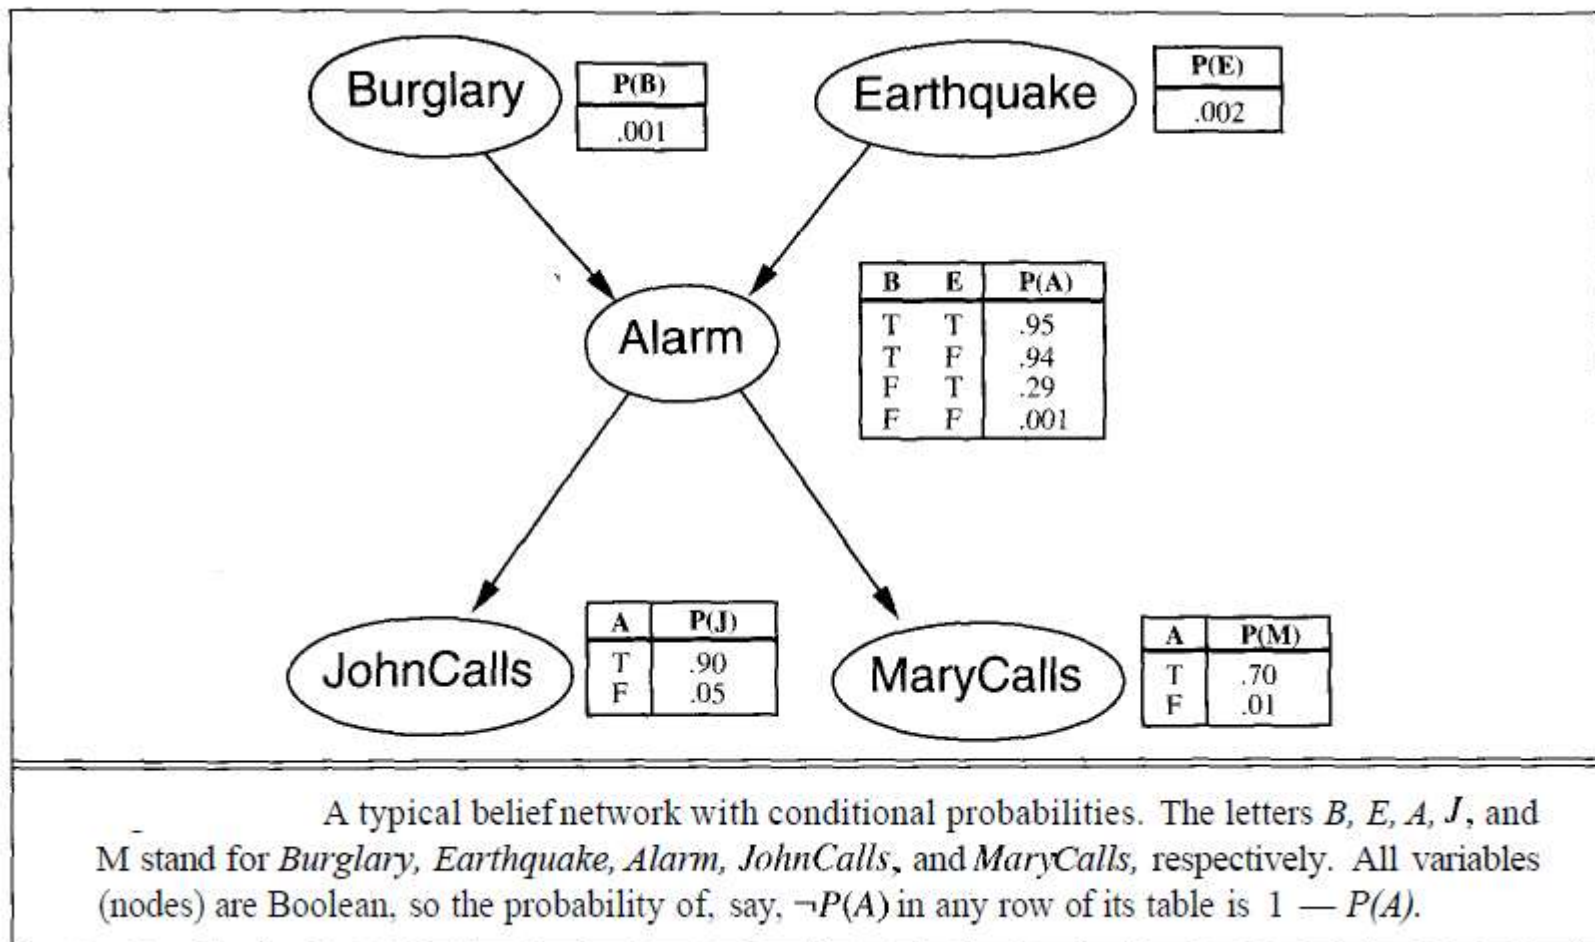 Burglary
P(B)
.001
Earthquake
P(E)
.002
Alarm
B E P(A)
T T .95
T F .94
F T .29
F F .001
JohnCalls
A P(J)
T .90
F .05
MaryCalls
A P(M)
T .70
F .01
A typical belief network with conditional probabilities. The letters B, E, A, J, and
M stand for Burglary, Earthquake, Alarm, JohnCalls, and MaryCalls, respectively. All variables
(nodes) are Boolean, so the probability of, say, ¬P(A) in any row of its table is 1 — P(A).